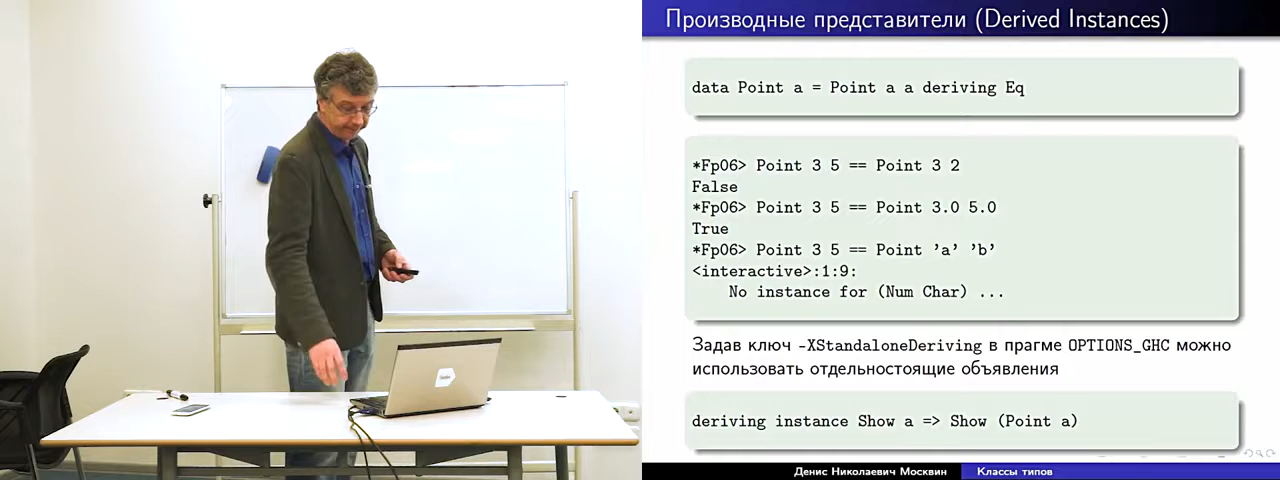 Производные представители (Derived Instances)
data Point a = Point a a deriving Eq
*Fp06> Point 3 5 == Point 3 2
False
*Fp06> Point 3 5 == Point 3.0 5.0
True
*Fp06> Point 3 5 == Point ’a’ ’b’
<interactive>:1:9:
No instance for (Num Char) ...
Задав ключ -XStandaloneDeriving в прагме OPTIONS_GHC можно
использовать отдельностоящие объявления
deriving instance Show a => Show (Point a)
Денис Николаевич Москвин
Классы типов